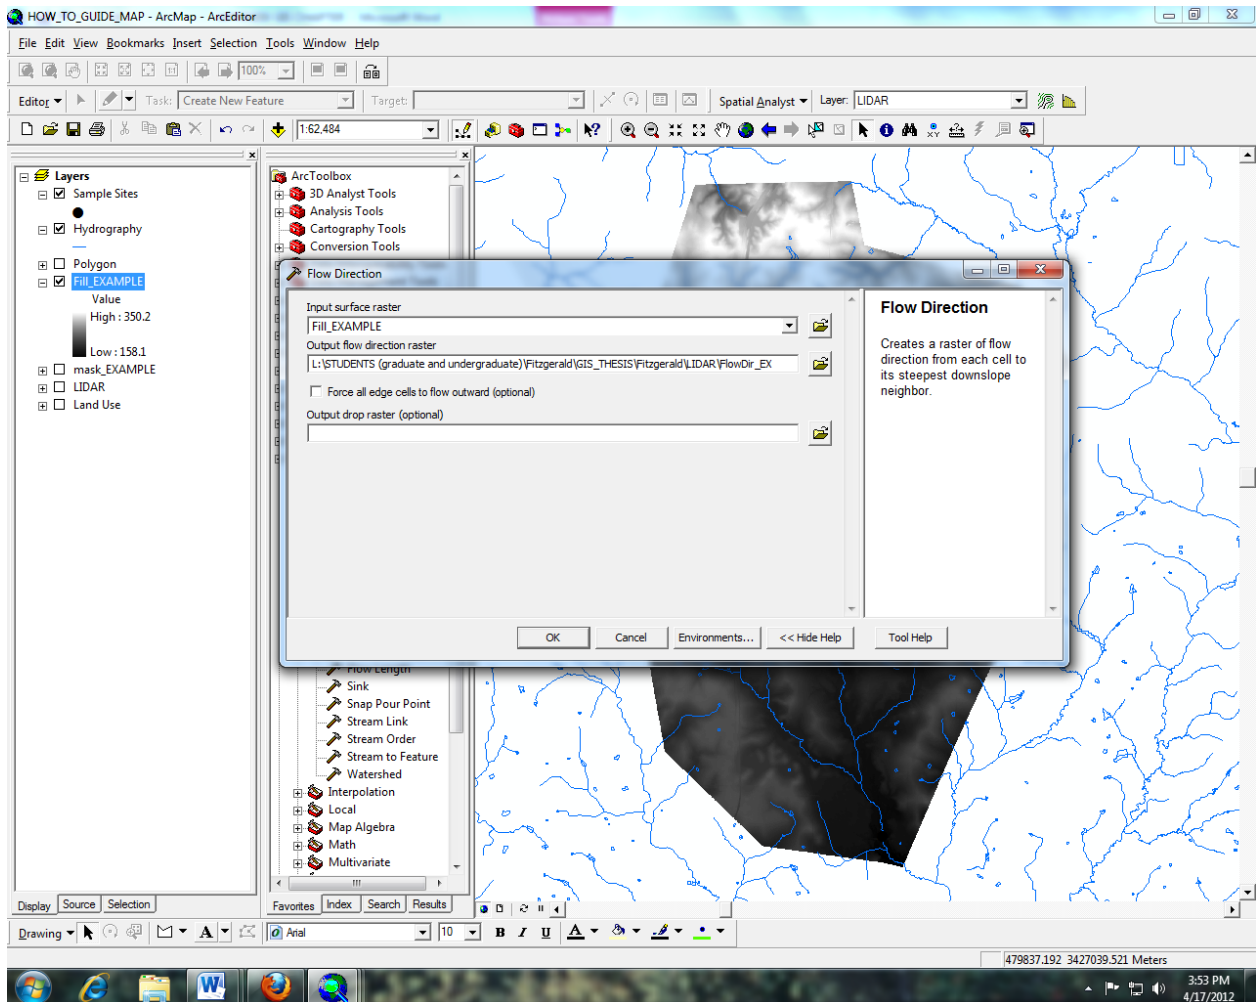 HOW_TO_GUIDE_MAP - ArcMap - ArcEditor
File Edit View Bookmarks Insert Selection Tools Window Help
100%
Editor Task: Create New Feature Target: Spatial Analyst Layer: LIDAR
1:62,484
Layers
Sample Sites
Hydrography
Polygon
Fill_EXAMPLE
Value
High : 350.2
Low : 158.1
mask_EXAMPLE
LIDAR
Land Use
Display Source Selection
ArcToolbox
3D Analyst Tools
Analysis Tools
Cartography Tools
Conversion Tools
Flow Direction
Input surface raster
Fill_EXAMPLE
Output flow direction raster
L:\STUDENTS (graduate and undergraduate)\Fitzgerald\GIS_THESIS\Fitzgerald\LIDAR\FlowDir_EX
Force all edge cells to flow outward (optional)
Output drop raster (optional)
OK Cancel Environments... << Hide Help Tool Help
Flow Direction
Creates a raster of flow
direction from each cell to
its steepest downslope
neighbor.
Flow Length
Sink
Snap Pour Point
Stream Link
Stream Order
Stream to Feature
Watershed
Interpolation
Local
Map Algebra
Math
Multivariate
Favorites Index Search Results
Drawing A Arial 10 B I U A
479837.192 3427039.521 Meters
3:53 PM
4/17/2012